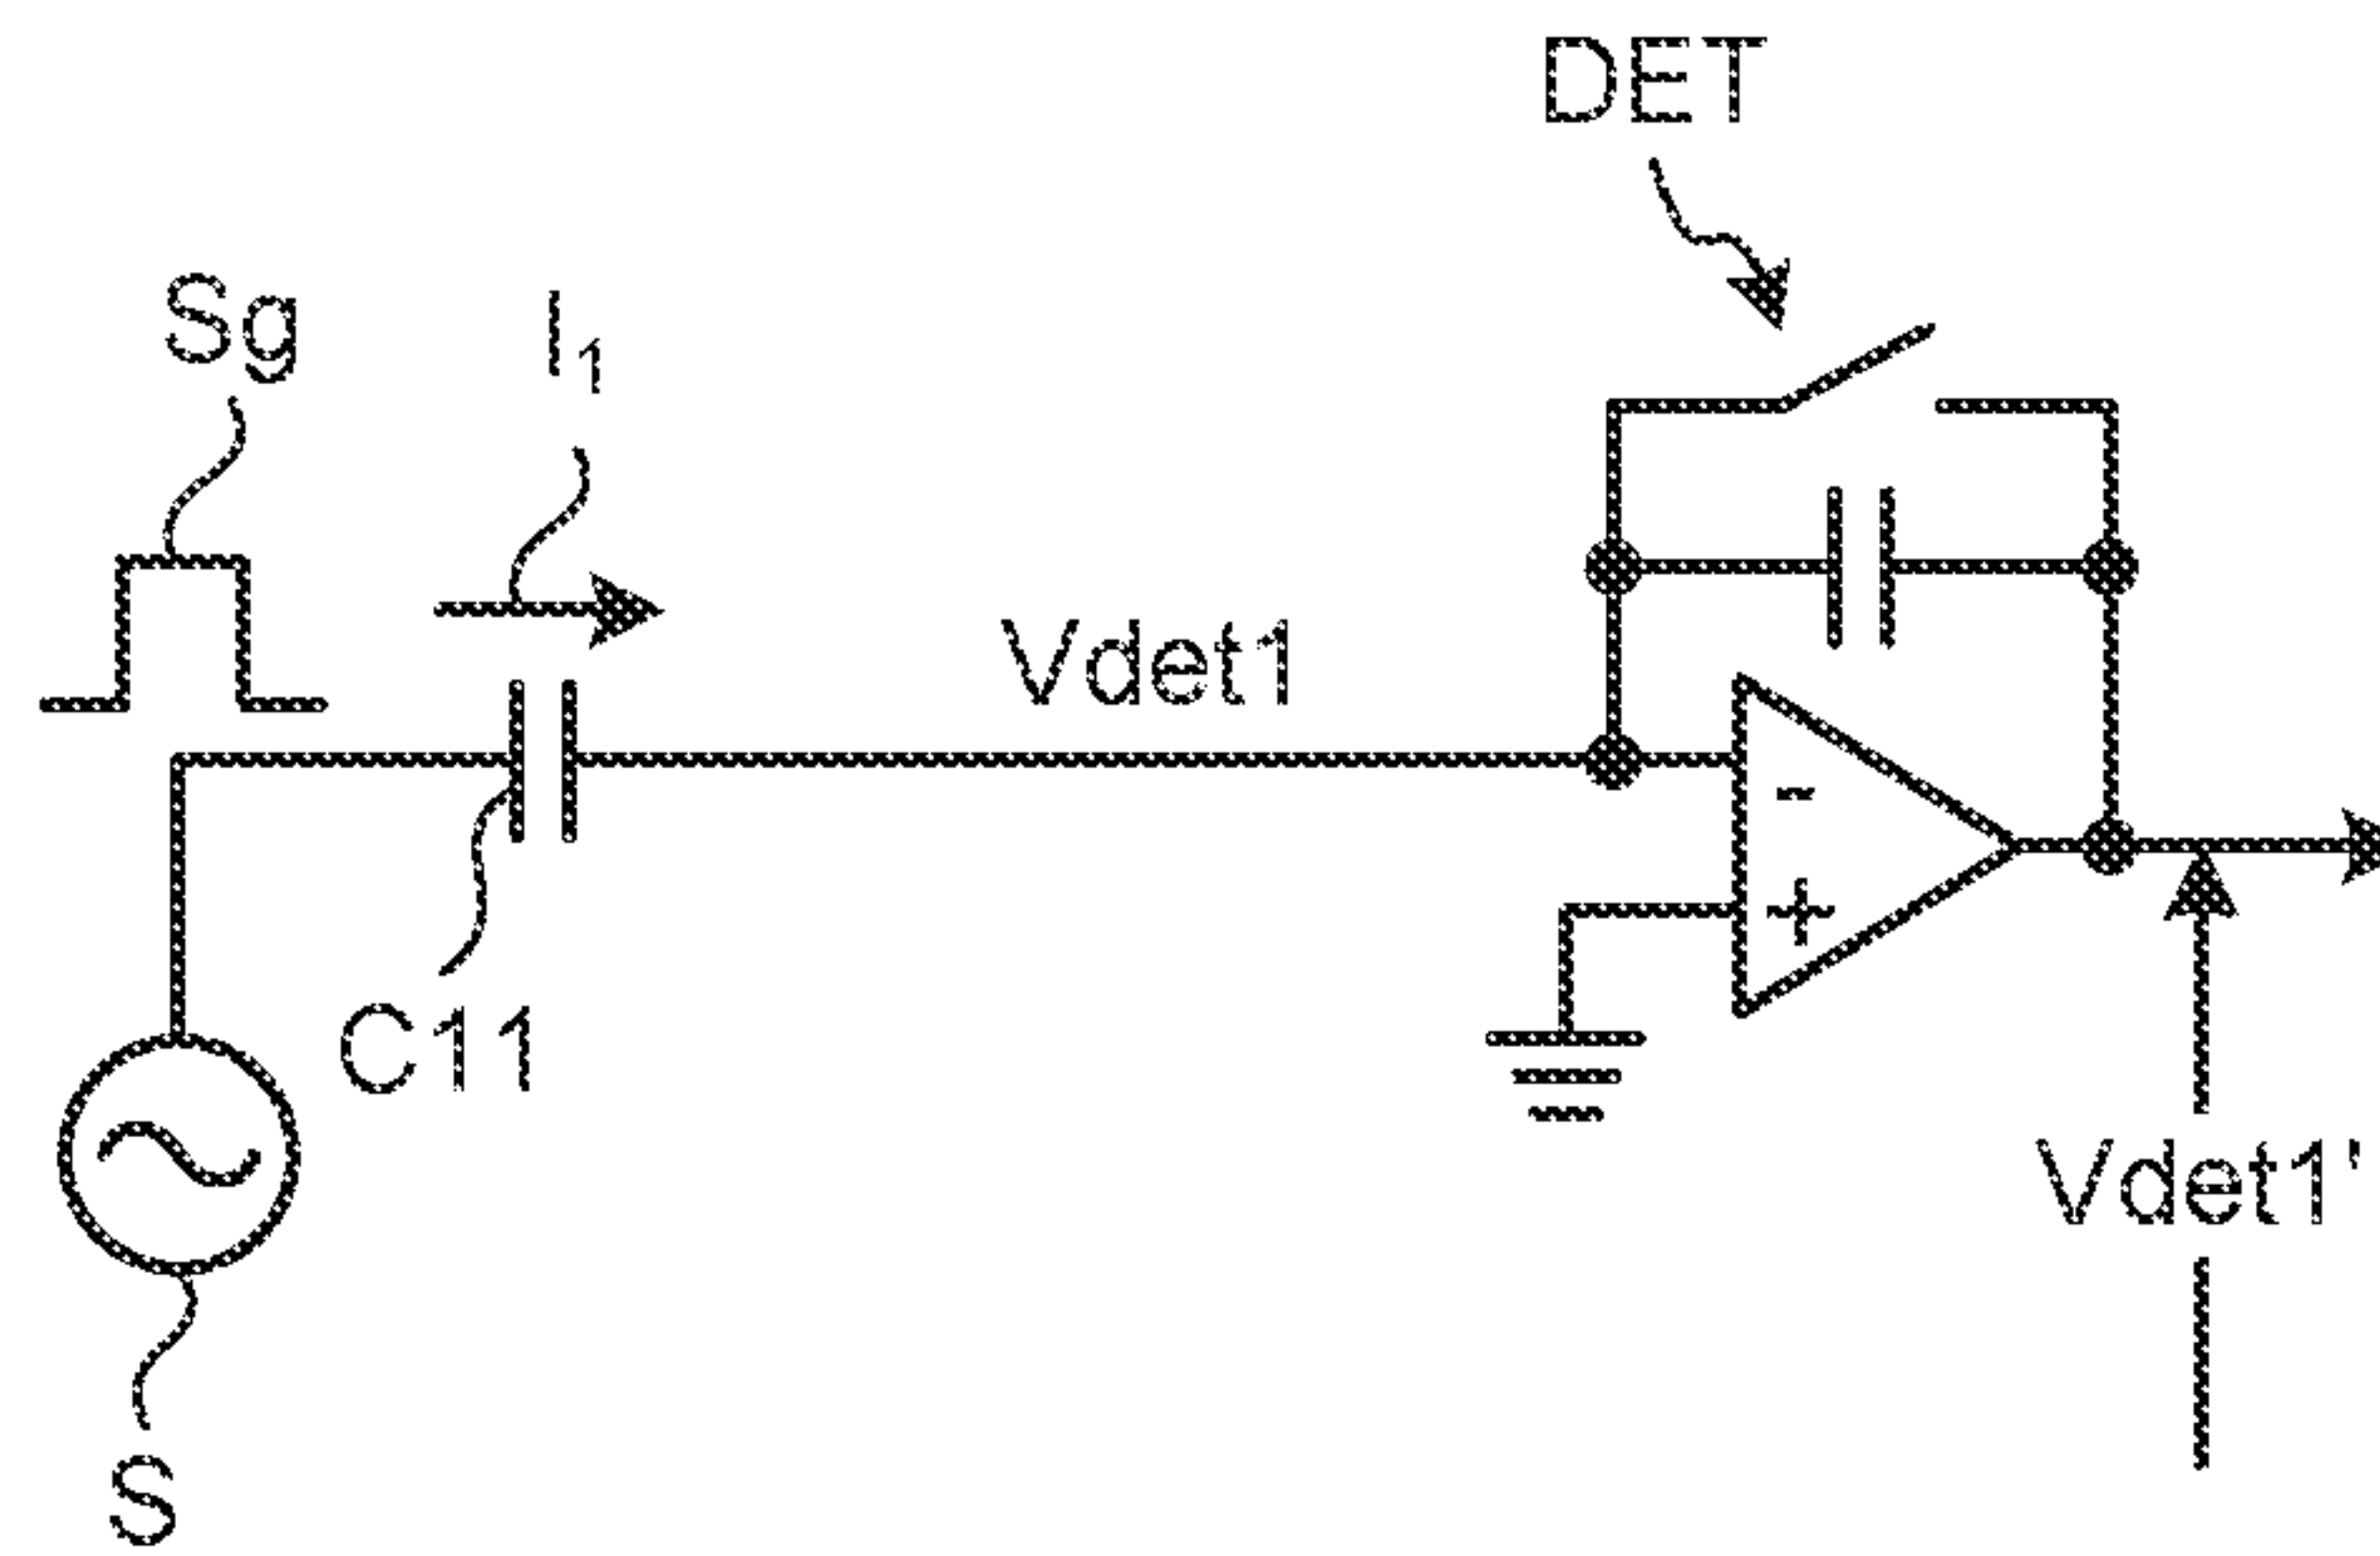 DET
Sg
I₁
Vdet1
-
+
C11
Vdet1'
S